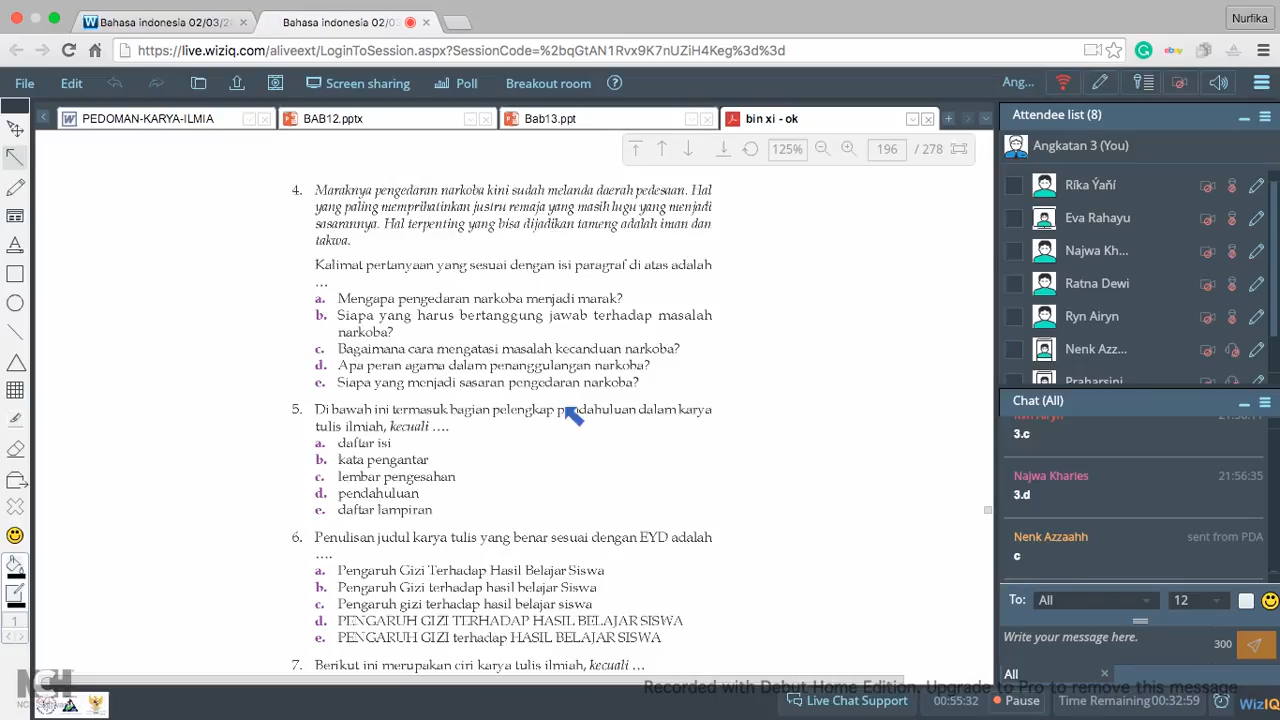 Bahasa indonesia 02/03/2
Bahasa indonesia 02/03
Nurfika
https://live.wiziq.com/aliveext/LoginToSession.aspx?SessionCode=%2bqGtAN1Rvx9K7nUZiH4Keg%3d%3d
File Edit Screen sharing Poll Breakout room Ang...
PEDOMAN-KARYA-ILMIA BAB12.pptx Bab13.ppt bin xi - ok
125% 196 / 278
4. Maraknya pengedaran narkoba kini sudah melanda daerah pedesaan. Hal
yang paling memprihatinkan justru remaja yang masih lugu yang menjadi
sasarannya. Hal terpenting yang bisa dijadikan tameng adalah iman dan
takwa.
Kalimat pertanyaan yang sesuai dengan isi paragraf di atas adalah
…
a. Mengapa pengedaran narkoba menjadi marak?
b. Siapa yang harus bertanggung jawab terhadap masalah
narkoba?
c. Bagaimana cara mengatasi masalah kecanduan narkoba?
d. Apa peran agama dalam penanggulangan narkoba?
e. Siapa yang menjadi sasaran pengedaran narkoba?
5. Di bawah ini termasuk bagian pelengkap pendahuluan dalam karya
tulis ilmiah, kecuali ….
a. daftar isi
b. kata pengantar
c. lembar pengesahan
d. pendahuluan
e. daftar lampiran
6. Penulisan judul karya tulis yang benar sesuai dengan EYD adalah
….
a. Pengaruh Gizi Terhadap Hasil Belajar Siswa
b. Pengaruh Gizi terhadap hasil belajar Siswa
c. Pengaruh gizi terhadap hasil belajar siswa
d. PENGARUH GIZI TERHADAP HASIL BELAJAR SISWA
e. PENGARUH GIZI terhadap HASIL BELAJAR SISWA
7. Berikut ini merupakan ciri karya tulis ilmiah, kecuali …
1
Attendee list (8)
Angkatan 3 (You)
Ríka Ýaňí
Eva Rahayu
Najwa Kh...
Ratna Dewi
Ryn Airyn
Nenk Azz...
Praharsini
Chat (All)
3.c
Najwa Kharies 21:56:35
3.d
Nenk Azzaahh sent from PDA
c
To: All 12
Write your message here. 300
All
NCH
Recorded with Debut Home Edition. Upgrade to Pro to remove this message
Live Chat Support 00:55:32 Pause Time Remaining 00:32:59 WizIQ